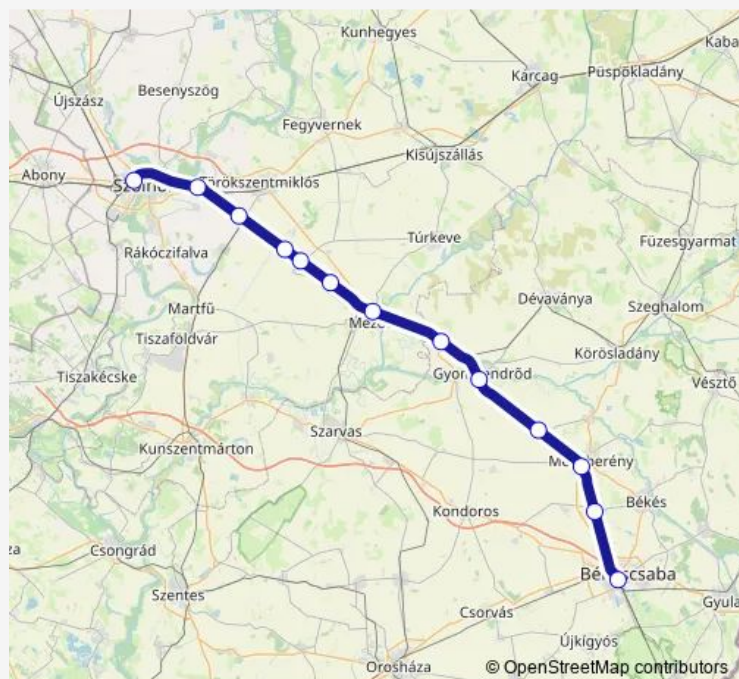 Kunhegyes
Kaba
Karcag
Püspökladány
Besenyszög
Újszász
Fegyvernek
Kisújszállás
Abony
Törökszentmiklós
Túrkeve
Füzesgyarmat
Rákóczifalva
Martfű
Dévaványa
Szeghalom
Tiszaföldvár
Körösladány
Tiszakécske
Vésztő
Szarvas
Kunszentmárton
Békés
Kondoros
Csongrád
Szentes
Gyula
Csorvás
Újkígyós
Orosháza
© OpenStreetMap contributors